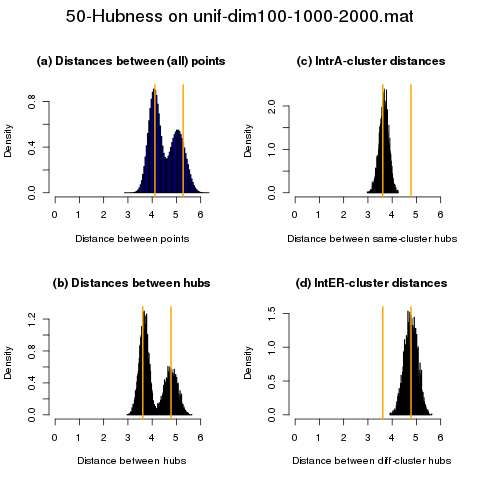 50-Hubness on unif-dim100-1000-2000.mat
(a) Distances between (all) points
Density
0.0 0.4 0.8
0 1 2 3 4 5 6
Distance between points
(c) IntrA-cluster distances
Density
0.0 1.0 2.0
0 1 2 3 4 5 6
Distance between same-cluster hubs
(b) Distances between hubs
Density
0.0 0.4 0.8 1.2
0 1 2 3 4 5 6
Distance between hubs
(d) IntER-cluster distances
Density
0.0 0.5 1.0 1.5
0 1 2 3 4 5 6
Distance between diff-cluster hubs